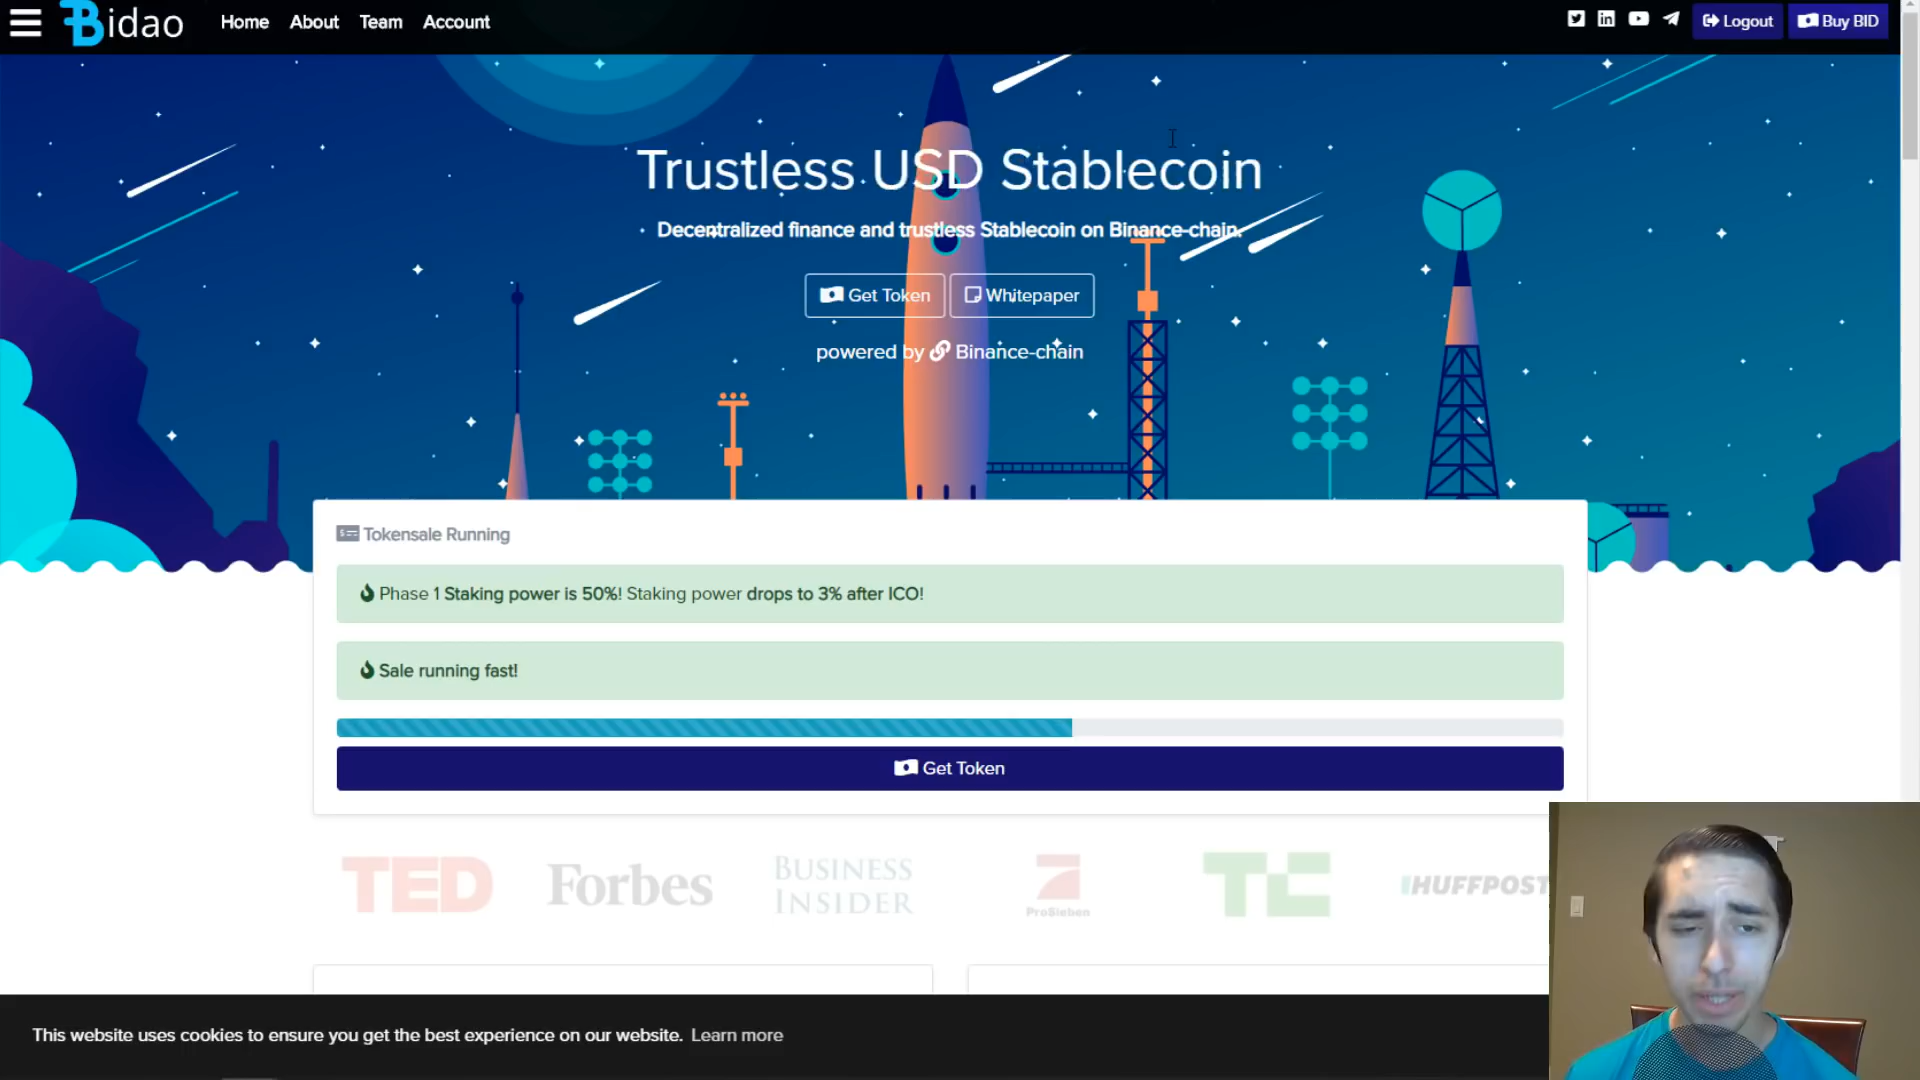 Bidao
Home About Team Account
Logout Buy BID
Trustless USD Stablecoin
Decentralized finance and trustless Stablecoin on Binance-chain.
Get Token Whitepaper
powered by Binance-chain
Tokensale Running
Phase 1 Staking power is 50%! Staking power drops to 3% after ICO!
Sale running fast!
Get Token
TED Forbes BUSINESS INSIDER ProSieben TC HUFFPOST
This website uses cookies to ensure you get the best experience on our website. Learn more